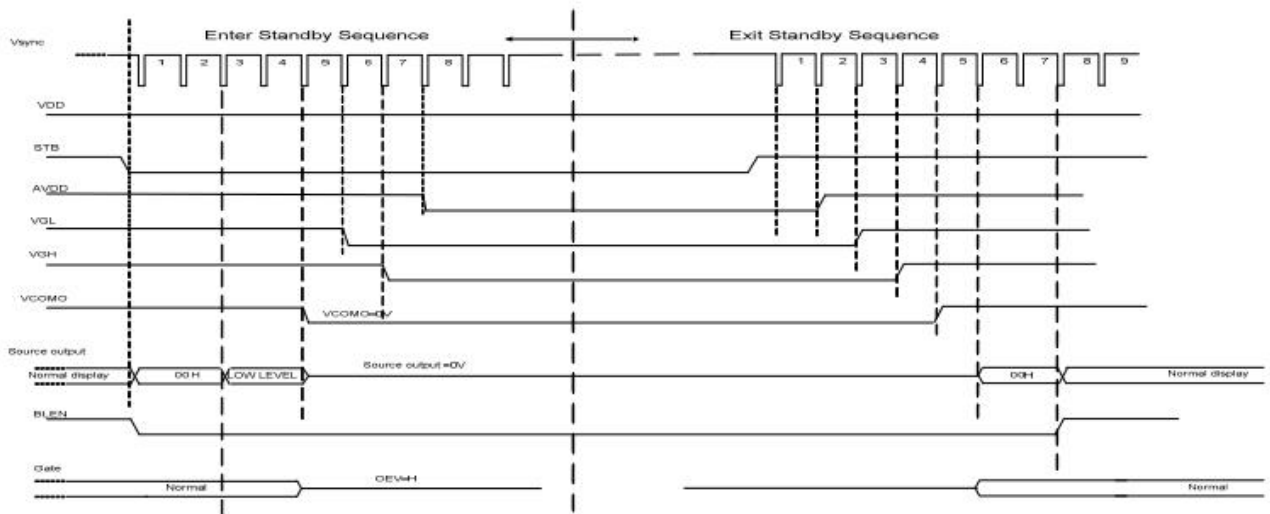 Enter Standby Sequence
Exit Standby Sequence
Vsync
1 2 3 4 5 6 7 8
1 2 3 4 5 6 7 8 9
VDD
STB
AVDD
VGL
VGH
VCOMO
VCOMO=0V
Source output
Normal display
00H
LOW LEVEL
Source output =0V
00H
Normal display
BLEN
Gate
Normal
OEV=H
Normal